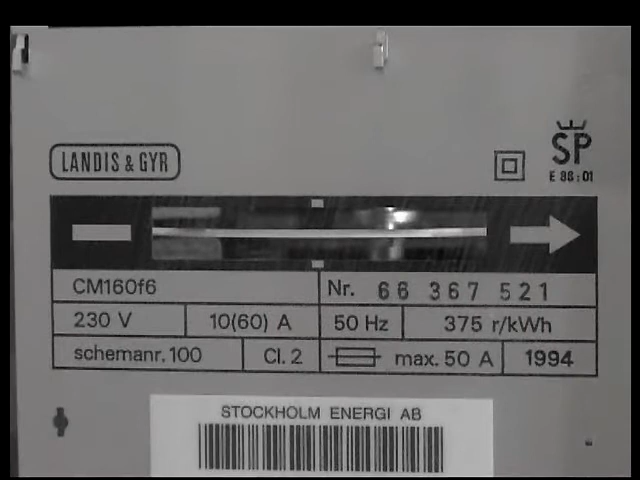 LANDIS & GYR
SP
E 88:01
CM160f6 Nr. 66 367 521
230 V 10(60) A 50 Hz 375 r/kWh
schemanr. 100 Cl. 2 max. 50 A 1994
STOCKHOLM ENERGI AB